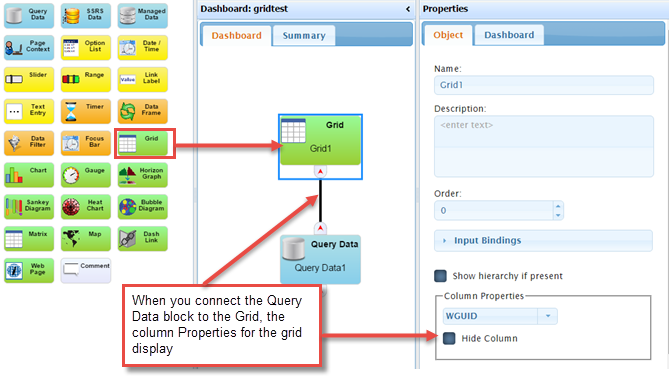 Query
Data
SSRS
Data
Managed
Data
Page
Context
Option
List
Date /
Time
Slider
Range
Value
Link
Label
Text
Entry
Timer
Data
Frame
Data
Filter
Focus
Bar
Grid
Chart
Gauge
Horizon
Graph
Sankey
Diagram
Heat
Chart
Bubble
Diagram
Matrix
Map
Dash
Link
Web
Page
Comment
Dashboard: gridtest
Dashboard
Summary
Grid
Grid1
Query Data
Query Data1
When you connect the Query
Data block to the Grid, the
column Properties for the grid
display
Properties
Object
Dashboard
Name:
Grid1
Description:
<enter text>
Order:
0
Input Bindings
Show hierarchy if present
Column Properties
WGUID
Hide Column